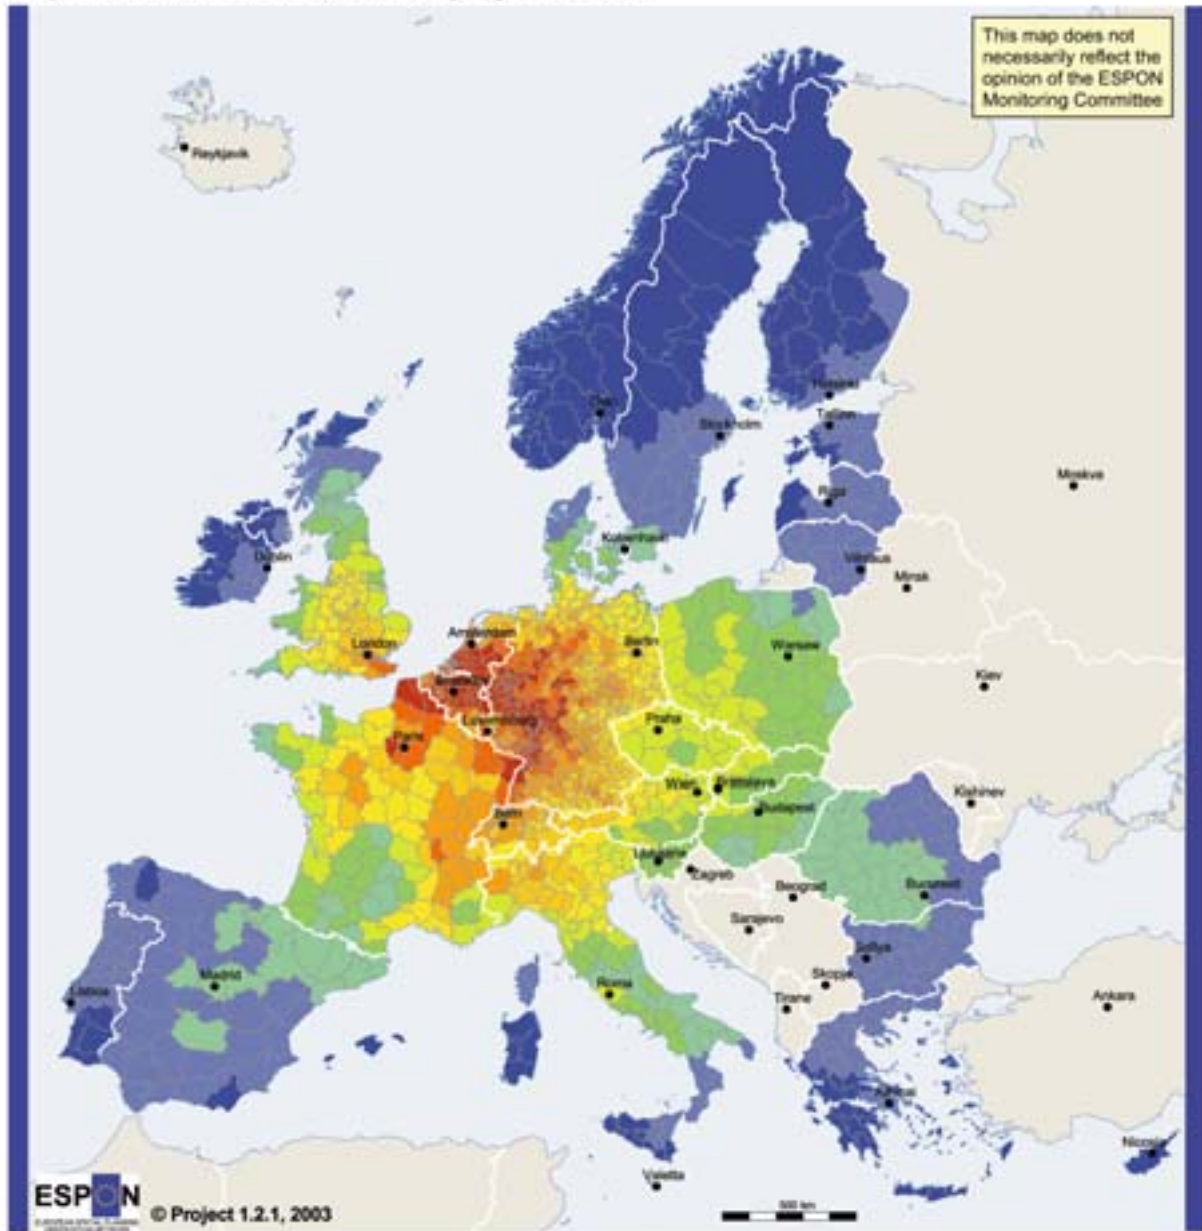 This map does not
necessarily reflect the
opinion of the ESPON
Monitoring Committee
Reykjavik
Oslo
Stockholm
Helsinki
Tallinn
Moskva
Riga
København
Dublin
Vilnius
Minsk
London
Amsterdam
Berlin
Warsaw
Kiev
Luxembourg
Praha
Paris
Wien
Bratislava
Kishinev
Bern
Budapest
Ljubljana
Zagreb
Beograd
Bucuresti
Sarajevo
Sofiya
Madrid
Roma
Skopje
Lisboa
Tirane
Ankara
Nicosia
Valetta
ESPON
© Project 1.2.1, 2003
500 km